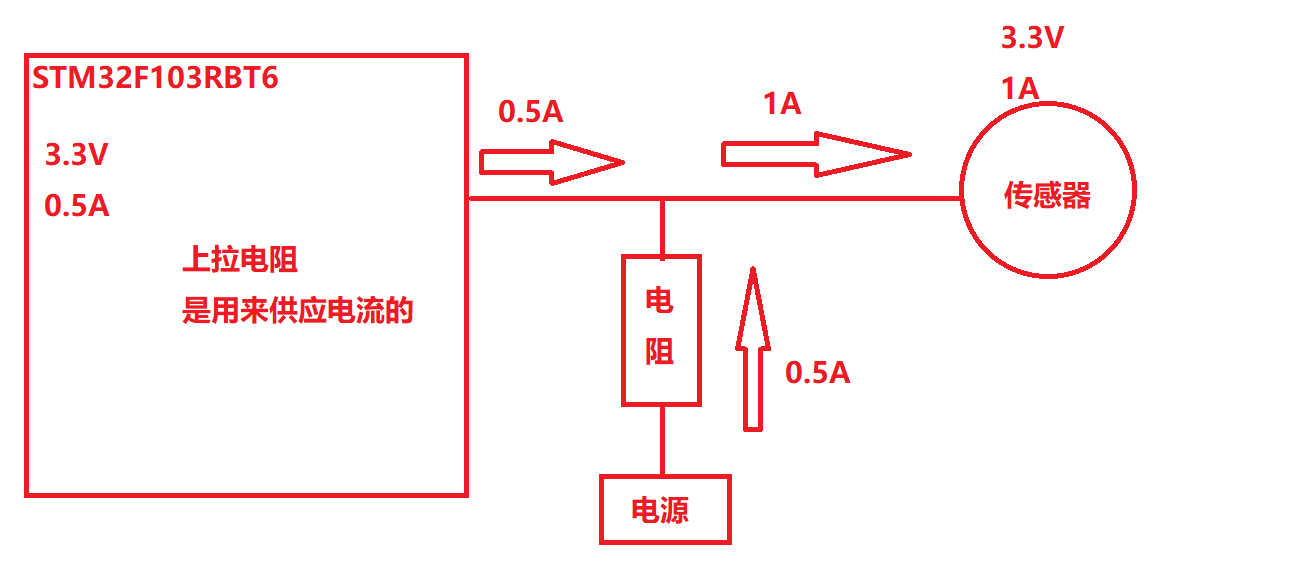 STM32F103RBT6
3.3V
0.5A
上拉电阻
是用来供应电流的
0.5A
1A
3.3V
1A
传感器
电
阻
0.5A
电源